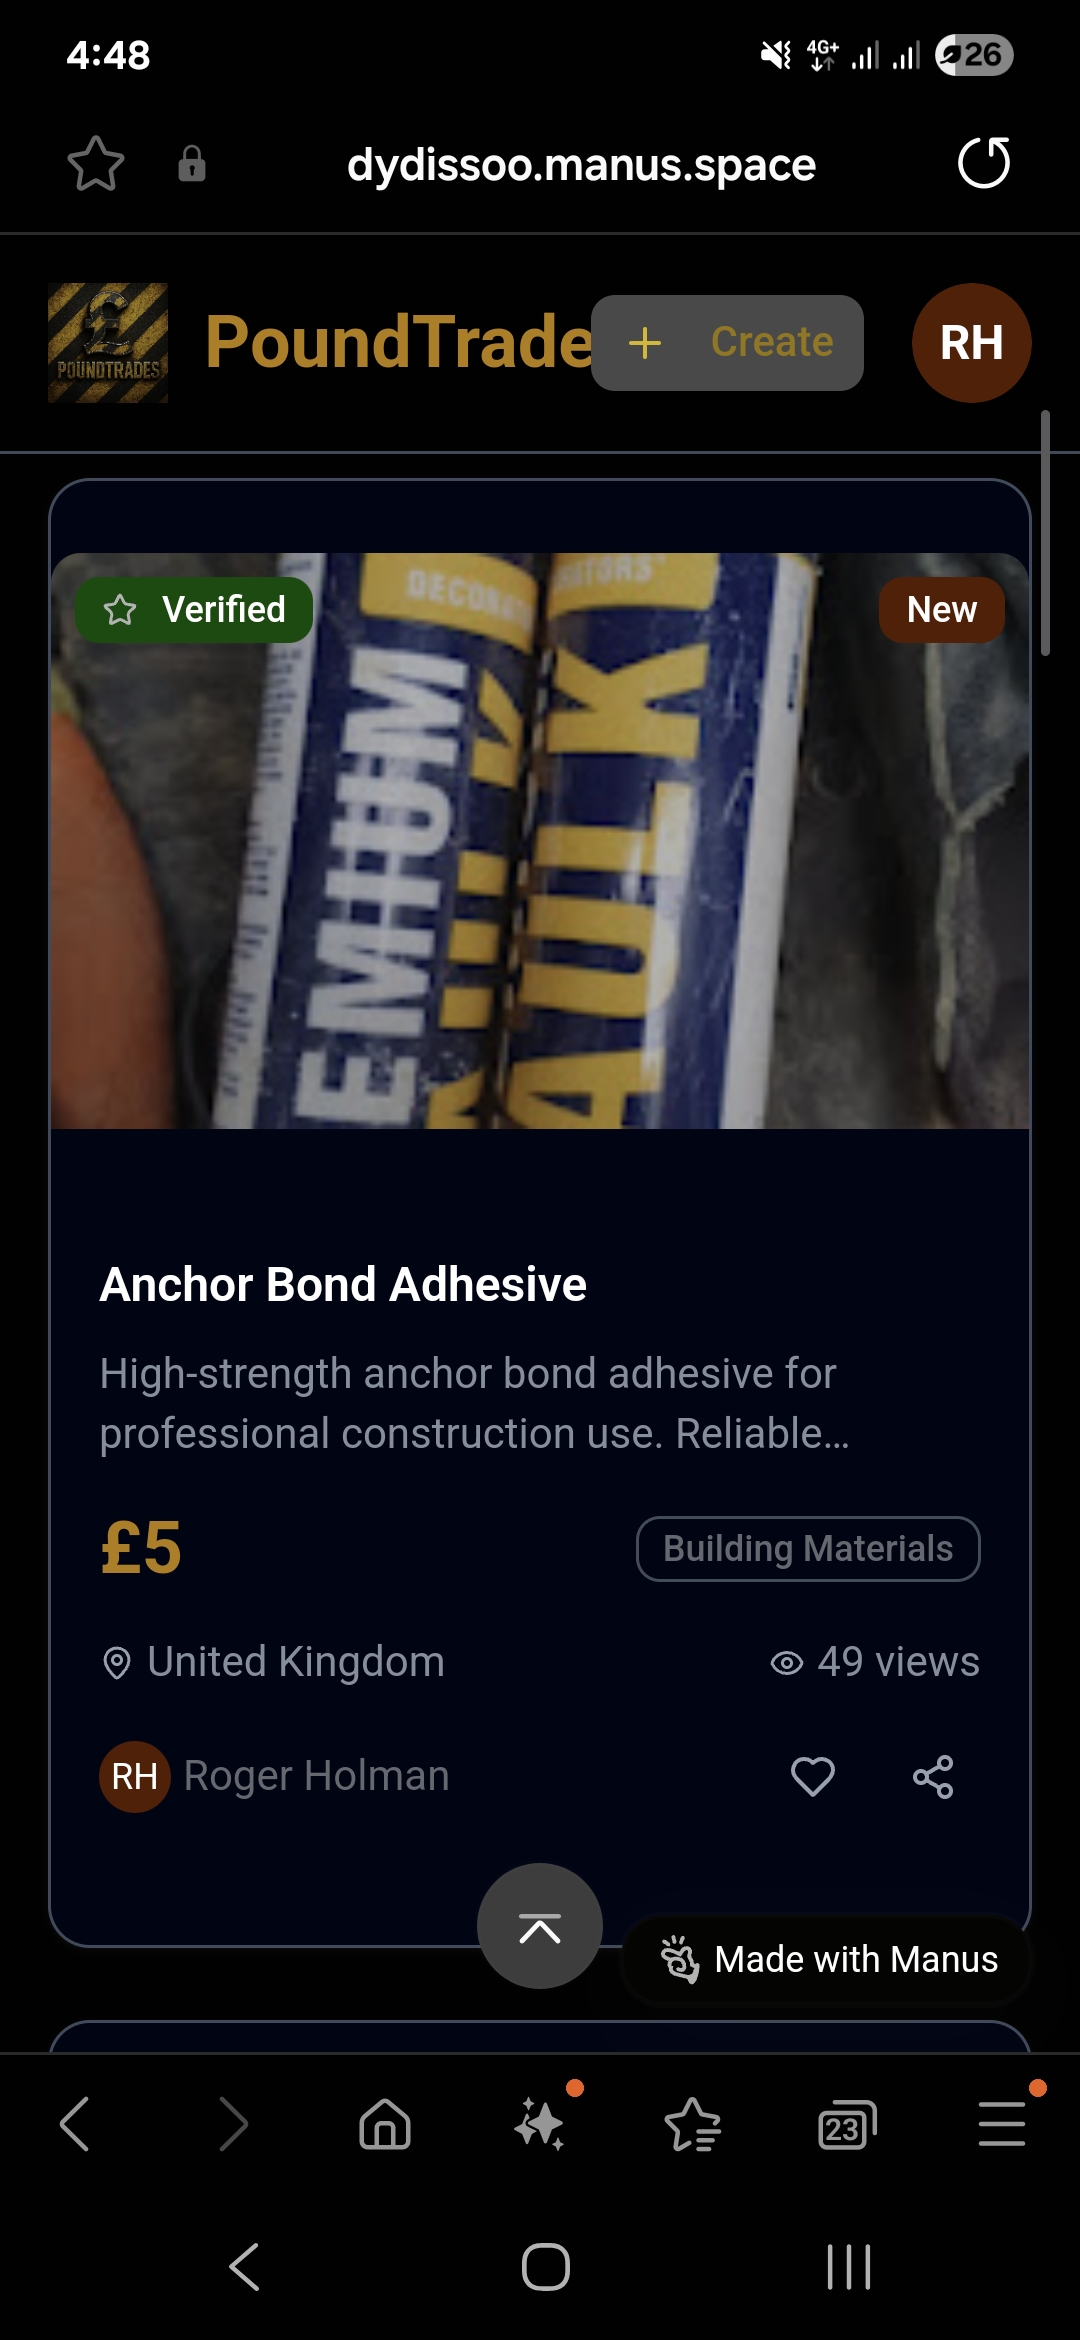 4:48
4G+
26
dydissoo.manus.space
£
POUNDTRADES
PoundTrade
+ Create
RH
Verified
New
DECORAT
EMIUM
AULK
Anchor Bond Adhesive
High-strength anchor bond adhesive for
professional construction use. Reliable...
£5
Building Materials
United Kingdom
49 views
RH
Roger Holman
Made with Manus
23